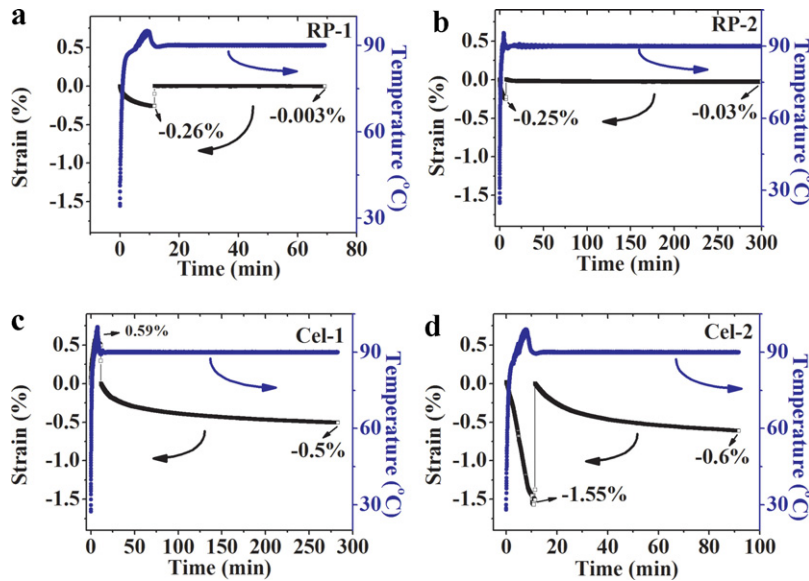 a
RP-1
0.5
0.0
-0.5
-1.0
-1.5
Strain (%)
-0.26%
-0.003%
90
60
30
Temperature (°C)
0 20 40 60 80
Time (min)
b
RP-2
0.5
0.0
-0.5
-1.0
-1.5
Strain (%)
-0.25%
-0.03%
90
60
30
Temperature (°C)
0 50 100 150 200 250 300
Time (min)
c
Cel-1
0.59%
0.5
0.0
-0.5
-1.0
-1.5
Strain (%)
-0.5%
90
60
30
Temperature (°C)
0 50 100 150 200 250 300
Time (min)
d
Cel-2
0.5
0.0
-0.5
-1.0
-1.5
Strain (%)
-0.6%
-1.55%
90
60
30
Temperature (°C)
0 20 40 60 80 100
Time (min)